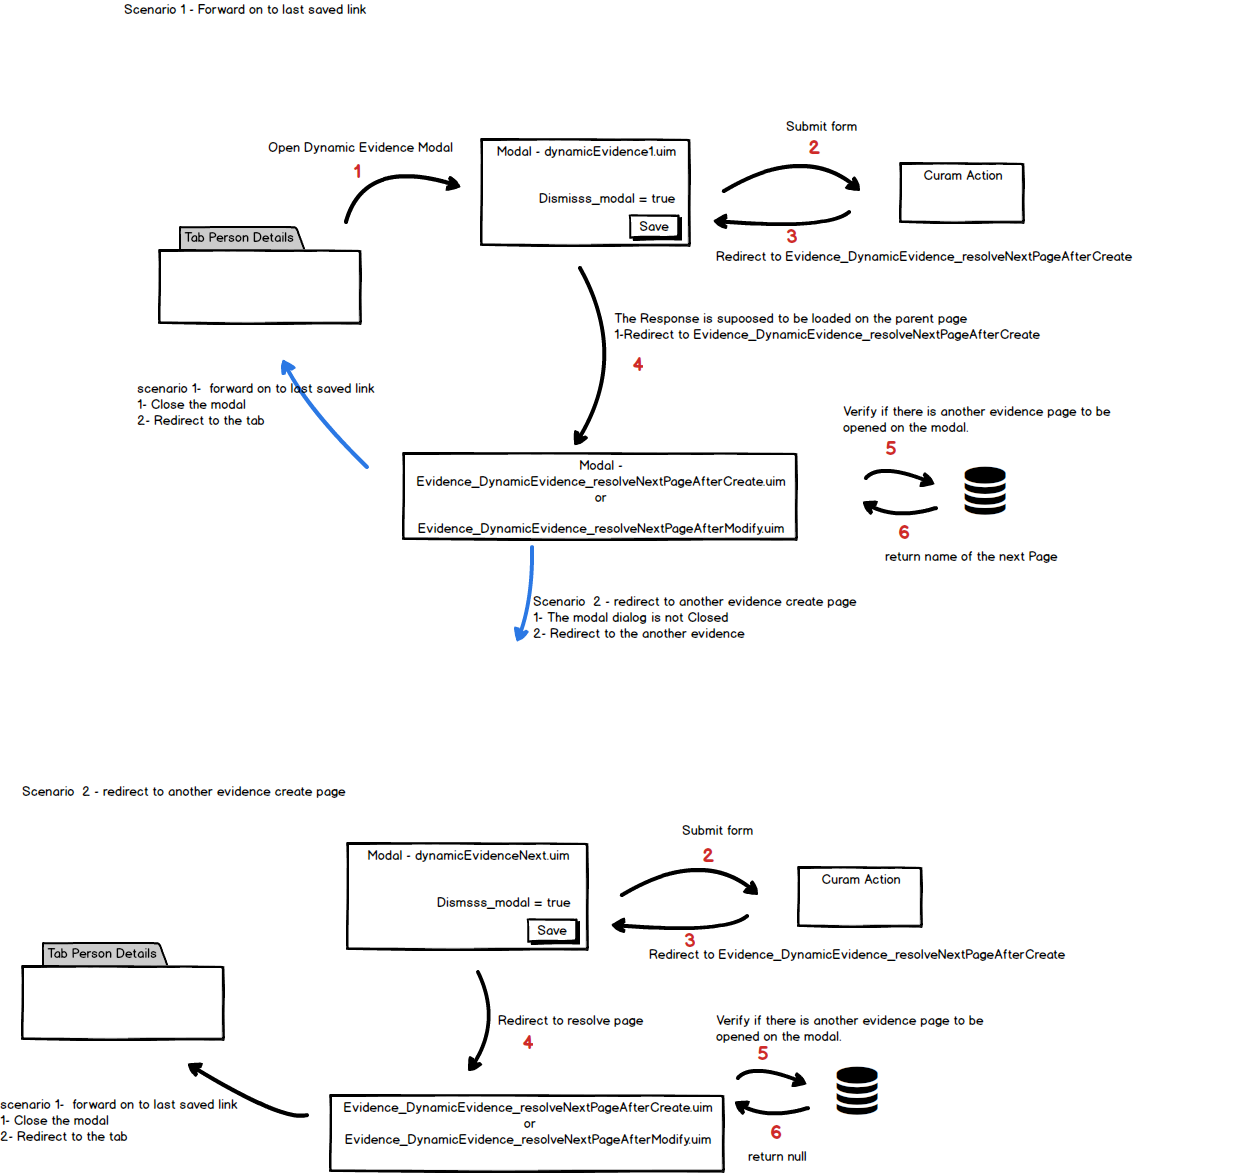 Scenario 1 - Forward on to last saved link
Submit form
2
Open Dynamic Evidence Modal
1
Modal - dynamicEvidence1.uim
Dismisss_modal = true
Save
Curam Action
3
Redirect to Evidence_DynamicEvidence_resolveNextPageAfterCreate
Tab Person Details
The Response is supoosed to be loaded on the parent page
1-Redirect to Evidence_DynamicEvidence_resolveNextPageAfterCreate
4
scenario 1- forward on to last saved link
1- Close the modal
2- Redirect to the tab
Verify if there is another evidence page to be
opened on the modal.
5
Modal -
Evidence_DynamicEvidence_resolveNextPageAfterCreate.uim
or
Evidence_DynamicEvidence_resolveNextPageAfterModify.uim
6
return name of the next Page
Scenario 2 - redirect to another evidence create page
1- The modal dialog is not Closed
2- Redirect to the another evidence
Scenario 2 - redirect to another evidence create page
Submit form
2
Modal - dynamicEvidenceNext.uim
Dismsss_modal = true
Save
Curam Action
3
Redirect to Evidence_DynamicEvidence_resolveNextPageAfterCreate
Tab Person Details
Redirect to resolve page
4
Verify if there is another evidence page to be
opened on the modal.
5
scenario 1- forward on to last saved link
1- Close the modal
2- Redirect to the tab
Evidence_DynamicEvidence_resolveNextPageAfterCreate.uim
or
Evidence_DynamicEvidence_resolveNextPageAfterModify.uim
6
return null